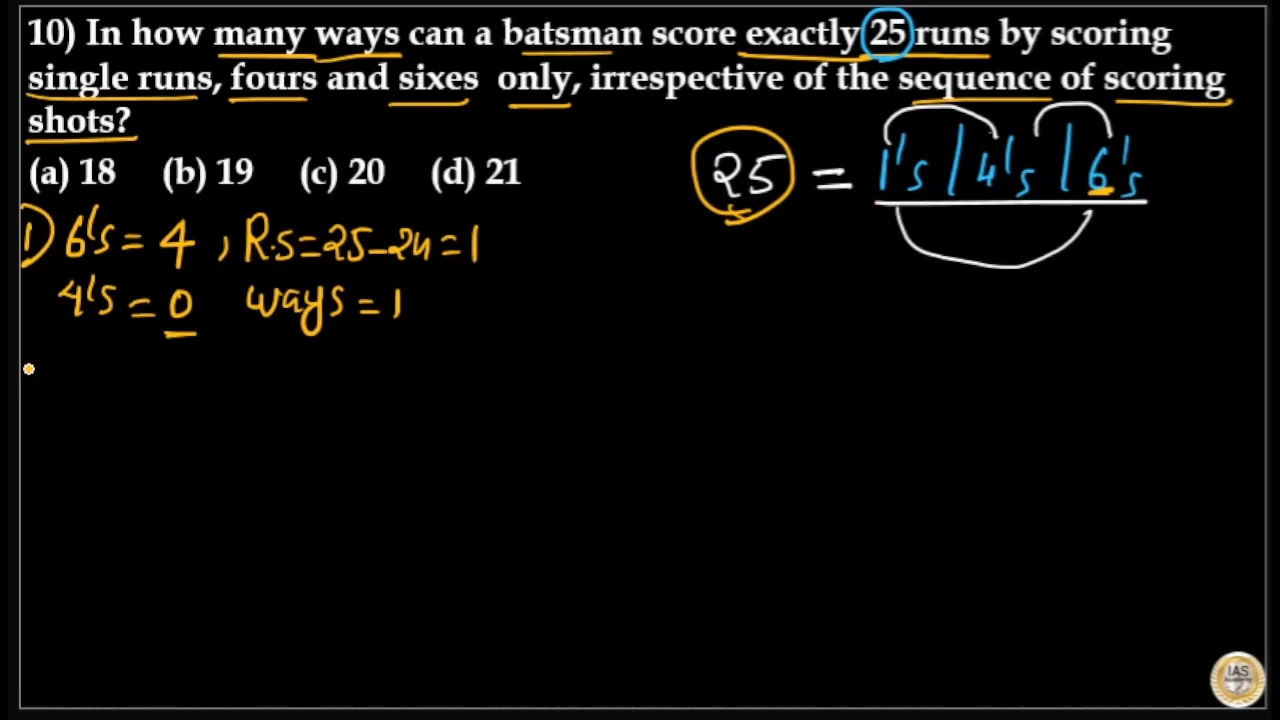 10) In how many ways can a batsman score exactly 25 runs by scoring
single runs, fours and sixes only, irrespective of the sequence of scoring
shots?
(a) 18 (b) 19 (c) 20 (d) 21
25 = 1's | 4's | 6's
1) 6's = 4 , R.S = 25-24 = 1
4's = 0 ways = 1
IAS